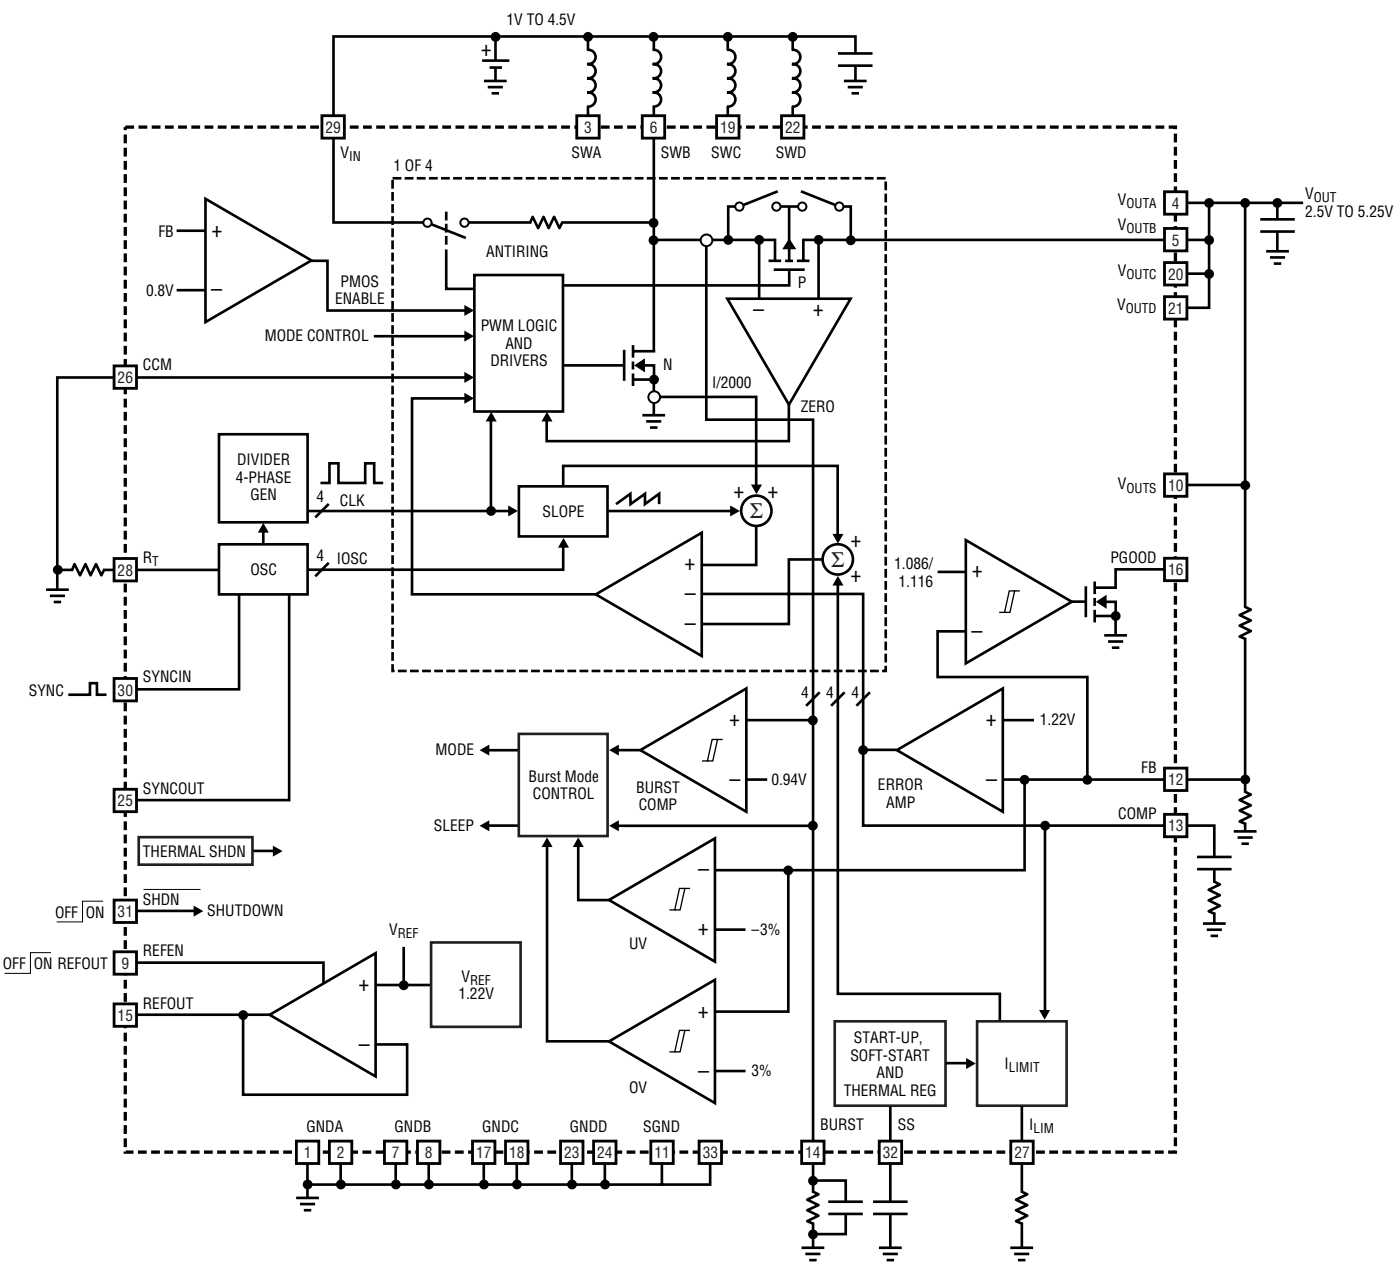 1V TO 4.5V
+
29
3
6
19
22
VIN
SWA
SWB
SWC
SWD
1 OF 4
VOUTA
4
VOUT
2.5V TO 5.25V
VOUTB
5
VOUTC
20
VOUTD
21
FB
+
0.8V
–
ANTIRING
PMOS
ENABLE
P
–
+
MODE CONTROL
PWM LOGIC
AND
DRIVERS
N
26
CCM
I/2000
ZERO
DIVIDER
4-PHASE
GEN
4
CLK
SLOPE
+
+
Σ
VOUTS
10
28
RT
OSC
4
IOSC
+
–
–
Σ
+
+
1.086/
1.116
+
–
PGOOD
16
SYNC
30
SYNCIN
4
4
4
MODE
SLEEP
Burst Mode
CONTROL
+
–
0.94V
BURST
COMP
+
1.22V
–
ERROR
AMP
FB
12
COMP
13
25
SYNCOUT
THERMAL SHDN
OFF ON
31
SHDN
SHUTDOWN
–
+
–3%
UV
OFF ON REFOUT
9
REFEN
15
REFOUT
+
–
VREF
VREF
1.22V
+
–
3%
OV
START-UP,
SOFT-START
AND
THERMAL REG
ILIMIT
GNDA
GNDB
GNDC
GNDD
SGND
BURST
SS
ILIM
1
2
7
8
17
18
23
24
11
33
14
32
27